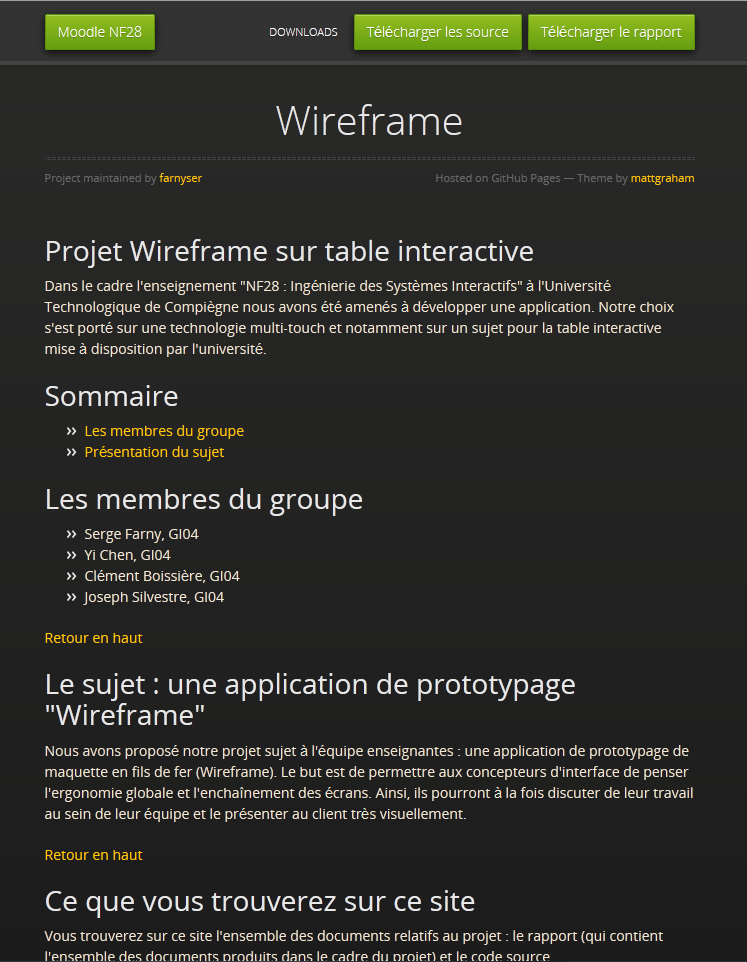 Moodle NF28 DOWNLOADS Télécharger les source Télécharger le rapport
Wireframe
Project maintained by farnyser Hosted on GitHub Pages — Theme by mattgraham
Projet Wireframe sur table interactive
Dans le cadre l'enseignement "NF28 : Ingénierie des Systèmes Interactifs" à l'Université
Technologique de Compiègne nous avons été amenés à développer une application. Notre choix
s'est porté sur une technologie multi-touch et notamment sur un sujet pour la table interactive
mise à disposition par l'université.
Sommaire
›› Les membres du groupe
›› Présentation du sujet
Les membres du groupe
›› Serge Farny, GI04
›› Yi Chen, GI04
›› Clément Boissière, GI04
›› Joseph Silvestre, GI04
Retour en haut
Le sujet : une application de prototypage
"Wireframe"
Nous avons proposé notre projet sujet à l'équipe enseignantes : une application de prototypage de
maquette en fils de fer (Wireframe). Le but est de permettre aux concepteurs d'interface de penser
l'ergonomie globale et l'enchaînement des écrans. Ainsi, ils pourront à la fois discuter de leur travail
au sein de leur équipe et le présenter au client très visuellement.
Retour en haut
Ce que vous trouverez sur ce site
Vous trouverez sur ce site l'ensemble des documents relatifs au projet : le rapport (qui contient
l'ensemble des documents produits dans le cadre du projet) et le code source